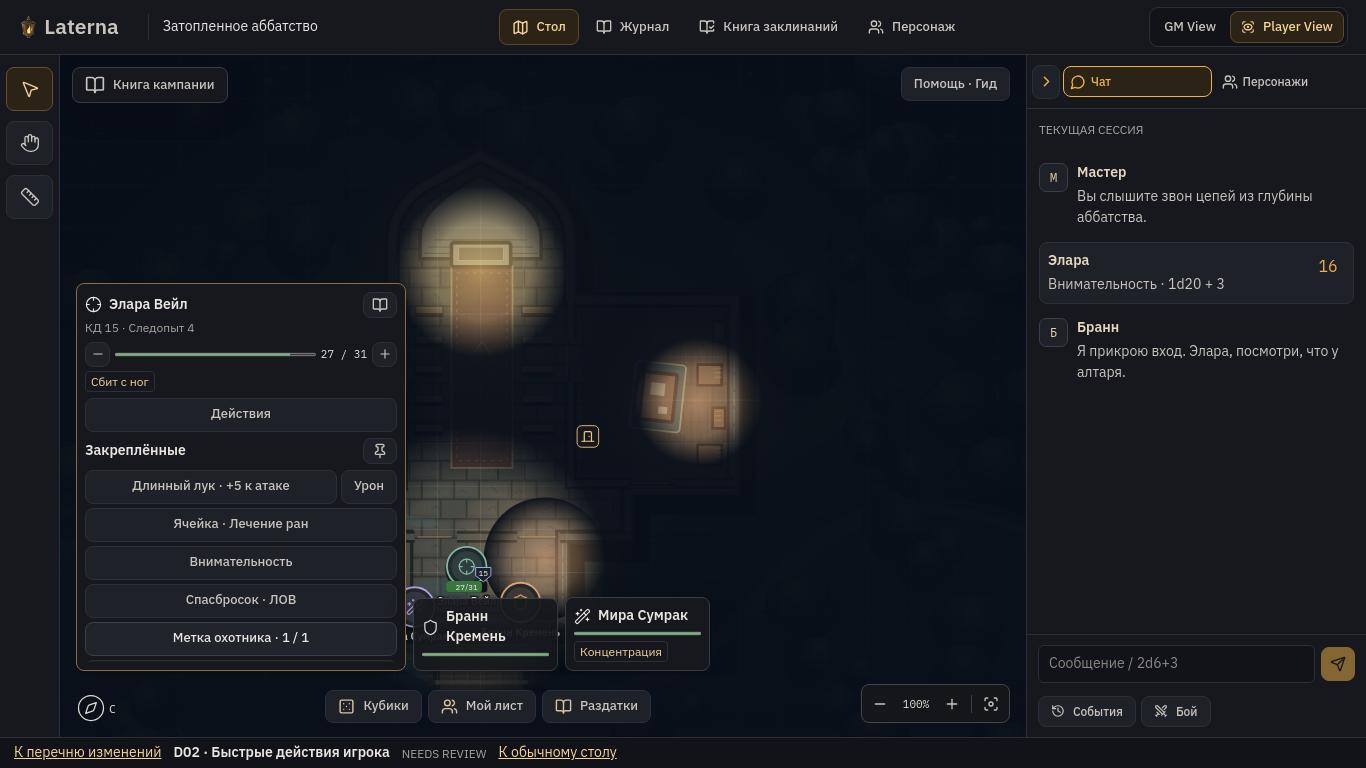 Laterna
Затопленное аббатство
Стол
Журнал
Книга заклинаний
Персонаж
GM View
Player View
Книга кампании
Помощь · Гид
Чат
Персонажи
ТЕКУЩАЯ СЕССИЯ
М
Мастер
Вы слышите звон цепей из глубины
аббатства.
Элара
16
Внимательность · 1d20 + 3
Б
Бранн
Я прикрою вход. Элара, посмотри, что у
алтаря.
Элара Вейл
КД 15 · Следопыт 4
27 / 31
Сбит с ног
Действия
Закреплённые
Длинный лук · +5 к атаке
Урон
Ячейка · Лечение ран
Внимательность
Спасбросок · ЛОВ
Метка охотника · 1 / 1
15
27/31
Бранн
Кремень
Мира Сумрак
Концентрация
С
Кубики
Мой лист
Раздатки
100%
Сообщение / 2d6+3
События
Бой
К перечню изменений
D02 · Быстрые действия игрока
NEEDS REVIEW
К обычному столу